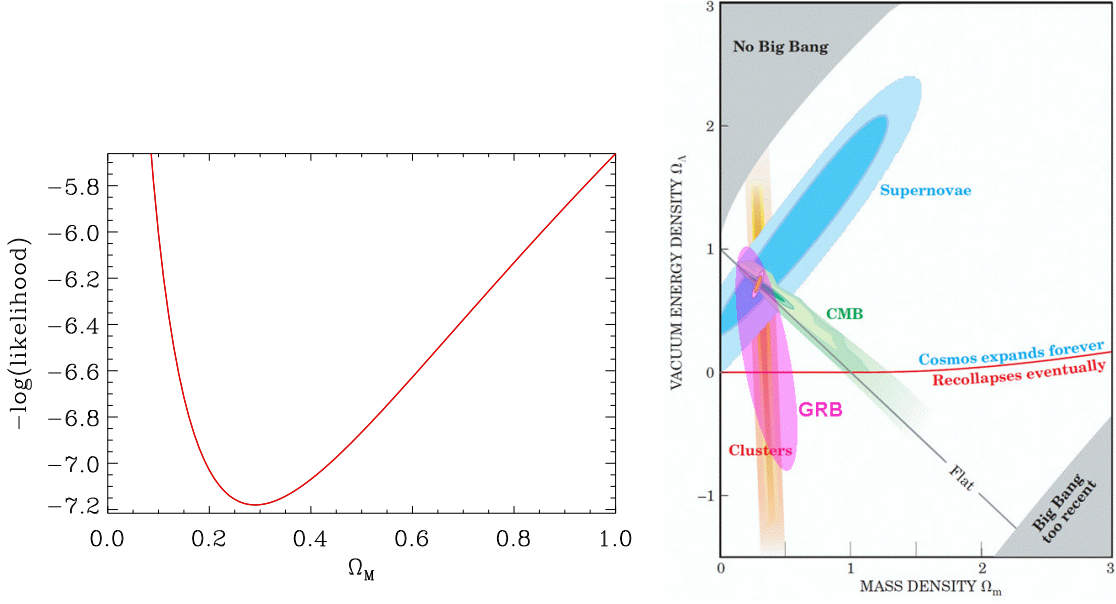 −5.8
−6.0
−6.2
−6.4
−6.6
−6.8
−7.0
−7.2
−log(likelihood)
0.0 0.2 0.4 0.6 0.8 1.0
Ω_M
3
2
1
0
−1
VACUUM ENERGY DENSITY Ω_Λ
No Big Bang
Supernovae
CMB
Cosmos expands forever
Recollapses eventually
GRB
Clusters
Flat
Big Bang
too recent
0 1 2 3
MASS DENSITY Ω_m